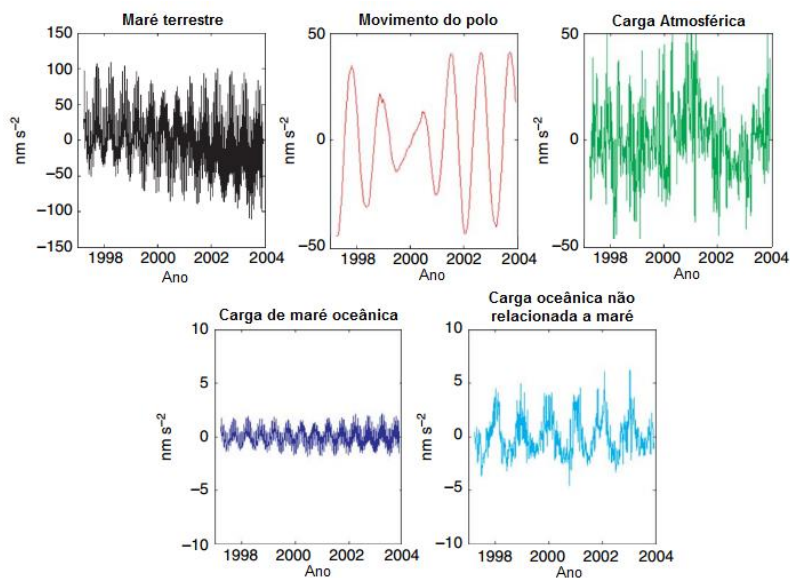 Maré terrestre
150
100
50
0
−50
−100
−150
nm s−2
1998 2000 2002 2004
Ano
Movimento do polo
50
0
−50
nm s−2
1998 2000 2002 2004
Ano
Carga Atmosférica
50
0
−50
nm s−2
1998 2000 2002 2004
Ano
Carga de maré oceânica
10
5
0
−5
−10
nm s−2
1998 2000 2002 2004
Ano
Carga oceânica não
relacionada a maré
10
5
0
−5
−10
nm s−2
1998 2000 2002 2004
Ano